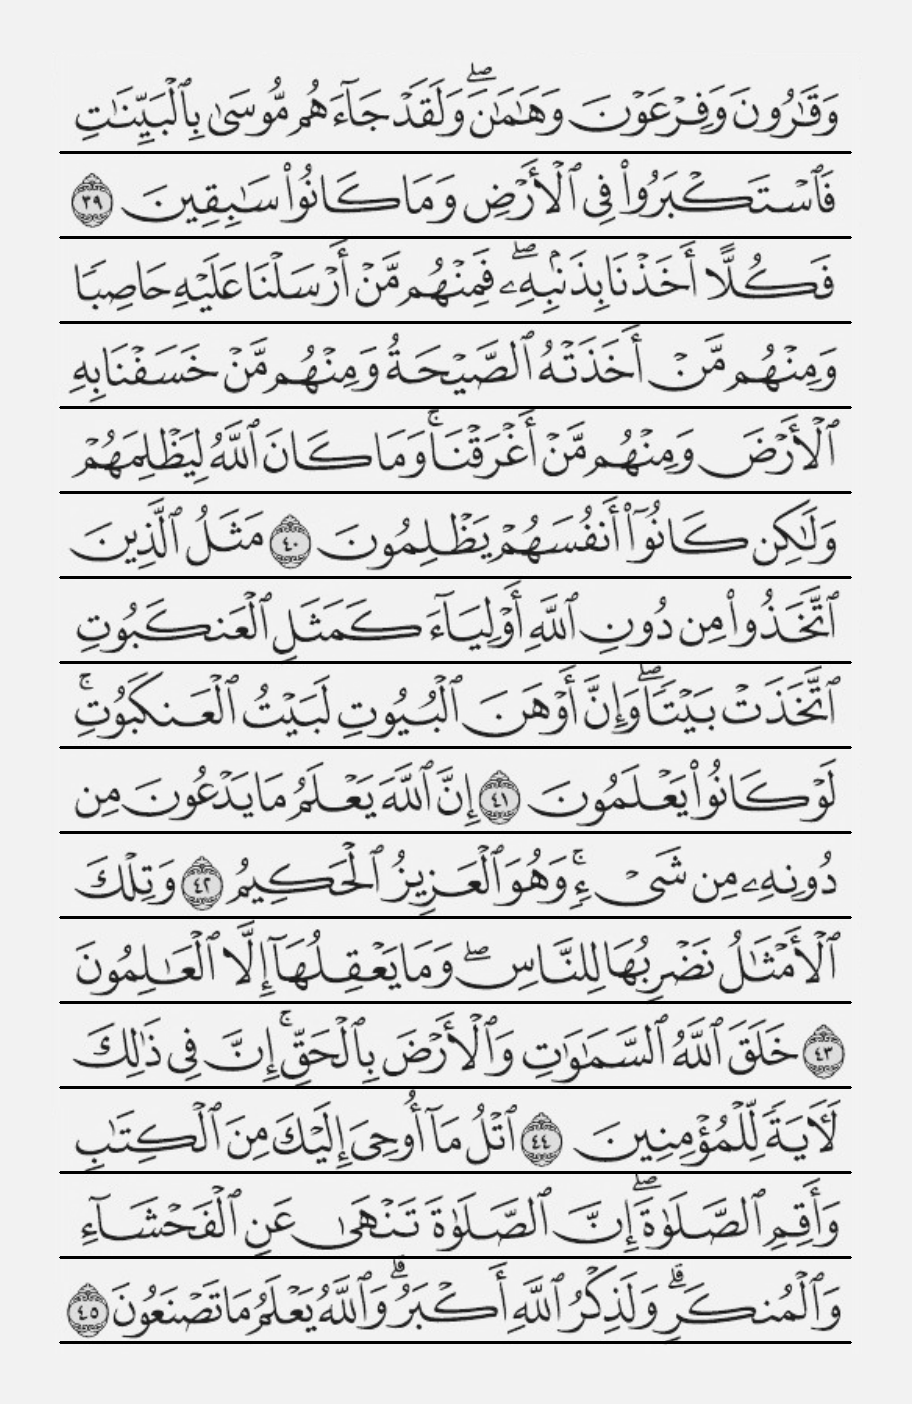 وَقَٰرُونَ وَفِرْعَوْنَ وَهَٰمَٰنَۖ وَلَقَدْ جَآءَهُم مُّوسَىٰ بِٱلْبَيِّنَٰتِ
فَٱسْتَكْبَرُوا۟ فِى ٱلْأَرْضِ وَمَا كَانُوا۟ سَٰبِقِينَ ٣٩
فَكُلًّا أَخَذْنَا بِذَنۢبِهِۦۖ فَمِنْهُم مَّنْ أَرْسَلْنَا عَلَيْهِ حَاصِبًا
وَمِنْهُم مَّنْ أَخَذَتْهُ ٱلصَّيْحَةُ وَمِنْهُم مَّنْ خَسَفْنَا بِهِ
ٱلْأَرْضَ وَمِنْهُم مَّنْ أَغْرَقْنَاۚ وَمَا كَانَ ٱللَّهُ لِيَظْلِمَهُمْ
وَلَٰكِن كَانُوٓا۟ أَنفُسَهُمْ يَظْلِمُونَ ٤٠ مَثَلُ ٱلَّذِينَ
ٱتَّخَذُوا۟ مِن دُونِ ٱللَّهِ أَوْلِيَآءَ كَمَثَلِ ٱلْعَنكَبُوتِ
ٱتَّخَذَتْ بَيْتًاۖ وَإِنَّ أَوْهَنَ ٱلْبُيُوتِ لَبَيْتُ ٱلْعَنكَبُوتِۚ
لَوْ كَانُوا۟ يَعْلَمُونَ ٤١ إِنَّ ٱللَّهَ يَعْلَمُ مَا يَدْعُونَ مِن
دُونِهِۦ مِن شَىْءٍۚ وَهُوَ ٱلْعَزِيزُ ٱلْحَكِيمُ ٤٢ وَتِلْكَ
ٱلْأَمْثَٰلُ نَضْرِبُهَا لِلنَّاسِۖ وَمَا يَعْقِلُهَآ إِلَّا ٱلْعَٰلِمُونَ
٤٣ خَلَقَ ٱللَّهُ ٱلسَّمَٰوَٰتِ وَٱلْأَرْضَ بِٱلْحَقِّۚ إِنَّ فِى ذَٰلِكَ
لَءَايَةً لِّلْمُؤْمِنِينَ ٤٤ ٱتْلُ مَآ أُوحِىَ إِلَيْكَ مِنَ ٱلْكِتَٰبِ
وَأَقِمِ ٱلصَّلَوٰةَۖ إِنَّ ٱلصَّلَوٰةَ تَنْهَىٰ عَنِ ٱلْفَحْشَآءِ
وَٱلْمُنكَرِۗ وَلَذِكْرُ ٱللَّهِ أَكْبَرُۗ وَٱللَّهُ يَعْلَمُ مَا تَصْنَعُونَ ٤٥